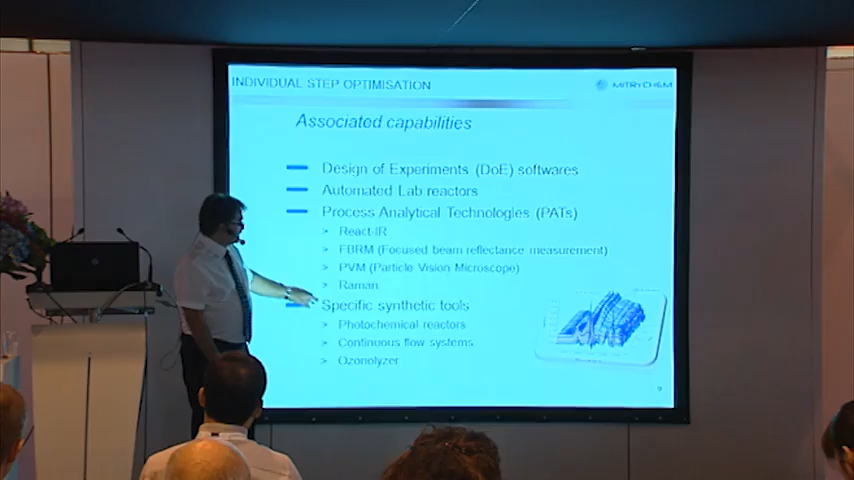 INDIVIDUAL STEP OPTIMISATION
MITRYCHEM
Associated capabilities
Design of Experiments (DoE) softwares
Automated Lab reactors
Process Analytical Technologies (PATs)
> React-IR
> FBRM (Focused beam reflectance measurement)
> PVM (Particle Vision Microscope)
> Raman
Specific synthetic tools
> Photochemical reactors
> Continuous flow systems
> Ozonolyzer
9